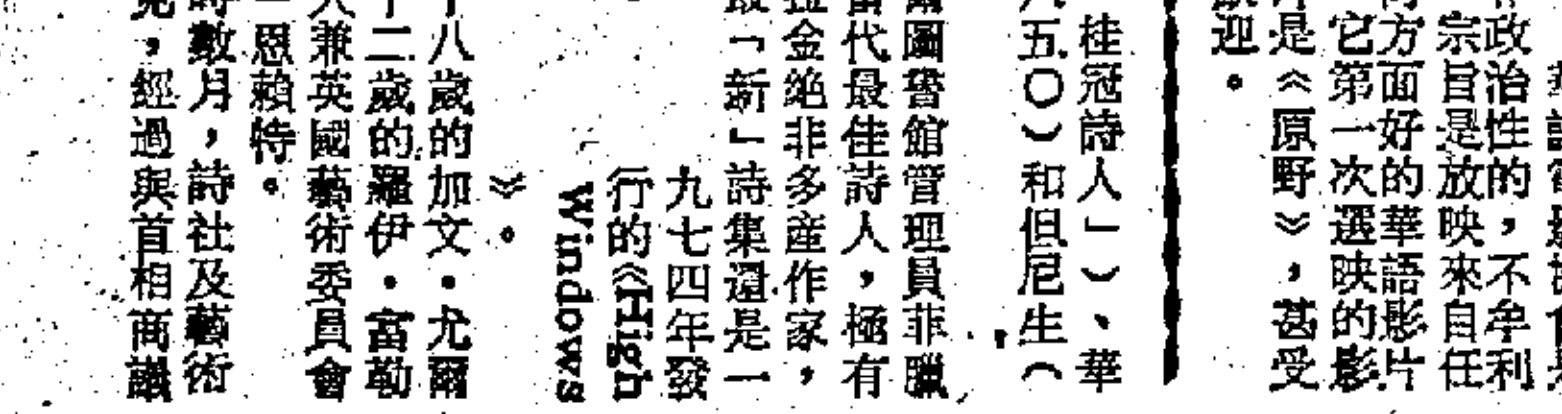 政治性的，不牟利
宗旨是放映來自任
方面好的華語影片
它第一次選映的影
是《原野》，甚受
迎。
桂冠詩人」）、華
五〇）和但尼生（
爾圖書館管理員菲臘
當代最佳詩人，極有
拉金絕非多產作家，
最「新」詩集還是一
九七四年發
行的《High
Windows
》。
十八歲的加文・尤爾
十二歲的羅伊・富勒
人兼英國藝術委員會
恩賴特。
時數月，詩社及藝術
，經過與首相商議